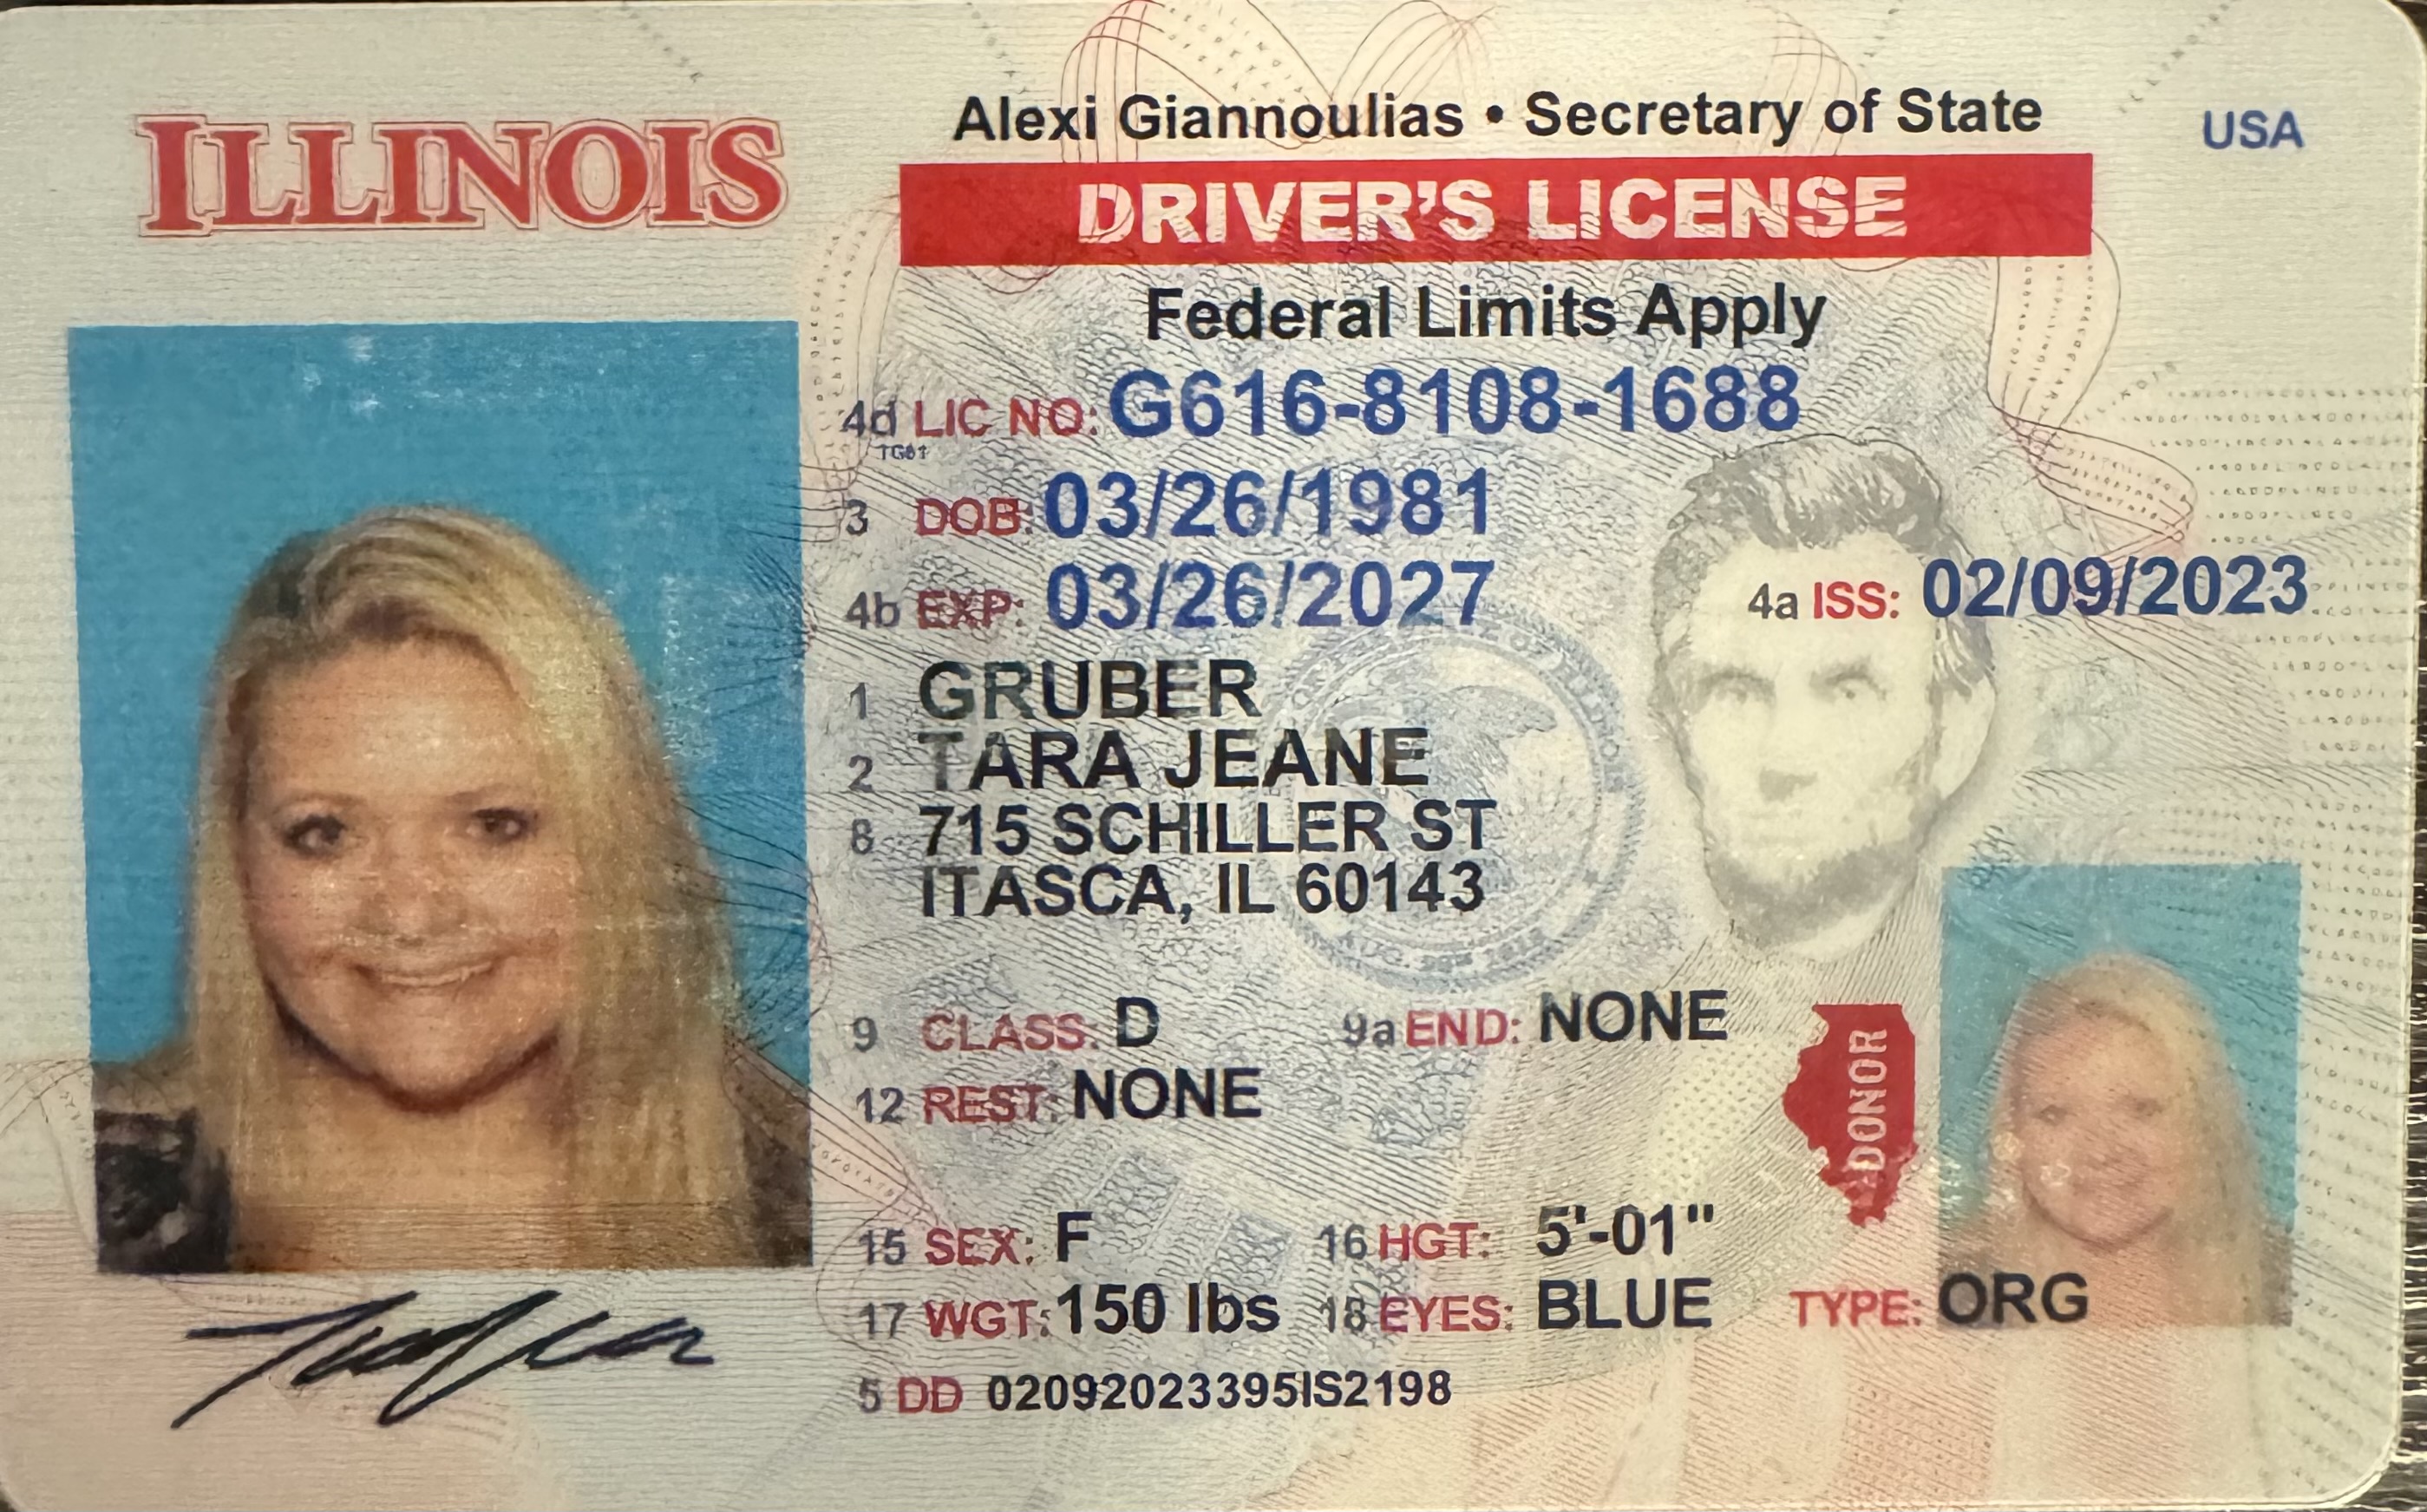 ILLINOIS
Alexi Giannoulias • Secretary of State
USA
DRIVER'S LICENSE
Federal Limits Apply
4d LIC NO: G616-8108-1688
TG61
3 DOB: 03/26/1981
4b EXP: 03/26/2027
4a ISS: 02/09/2023
1 GRUBER
2 TARA JEANE
8 715 SCHILLER ST
ITASCA, IL 60143
9 CLASS: D 9a END: NONE
12 REST: NONE
DONOR
15 SEX: F 16 HGT: 5'-01"
17 WGT: 150 lbs 18 EYES: BLUE TYPE: ORG
5 DD 02092023395IS2198